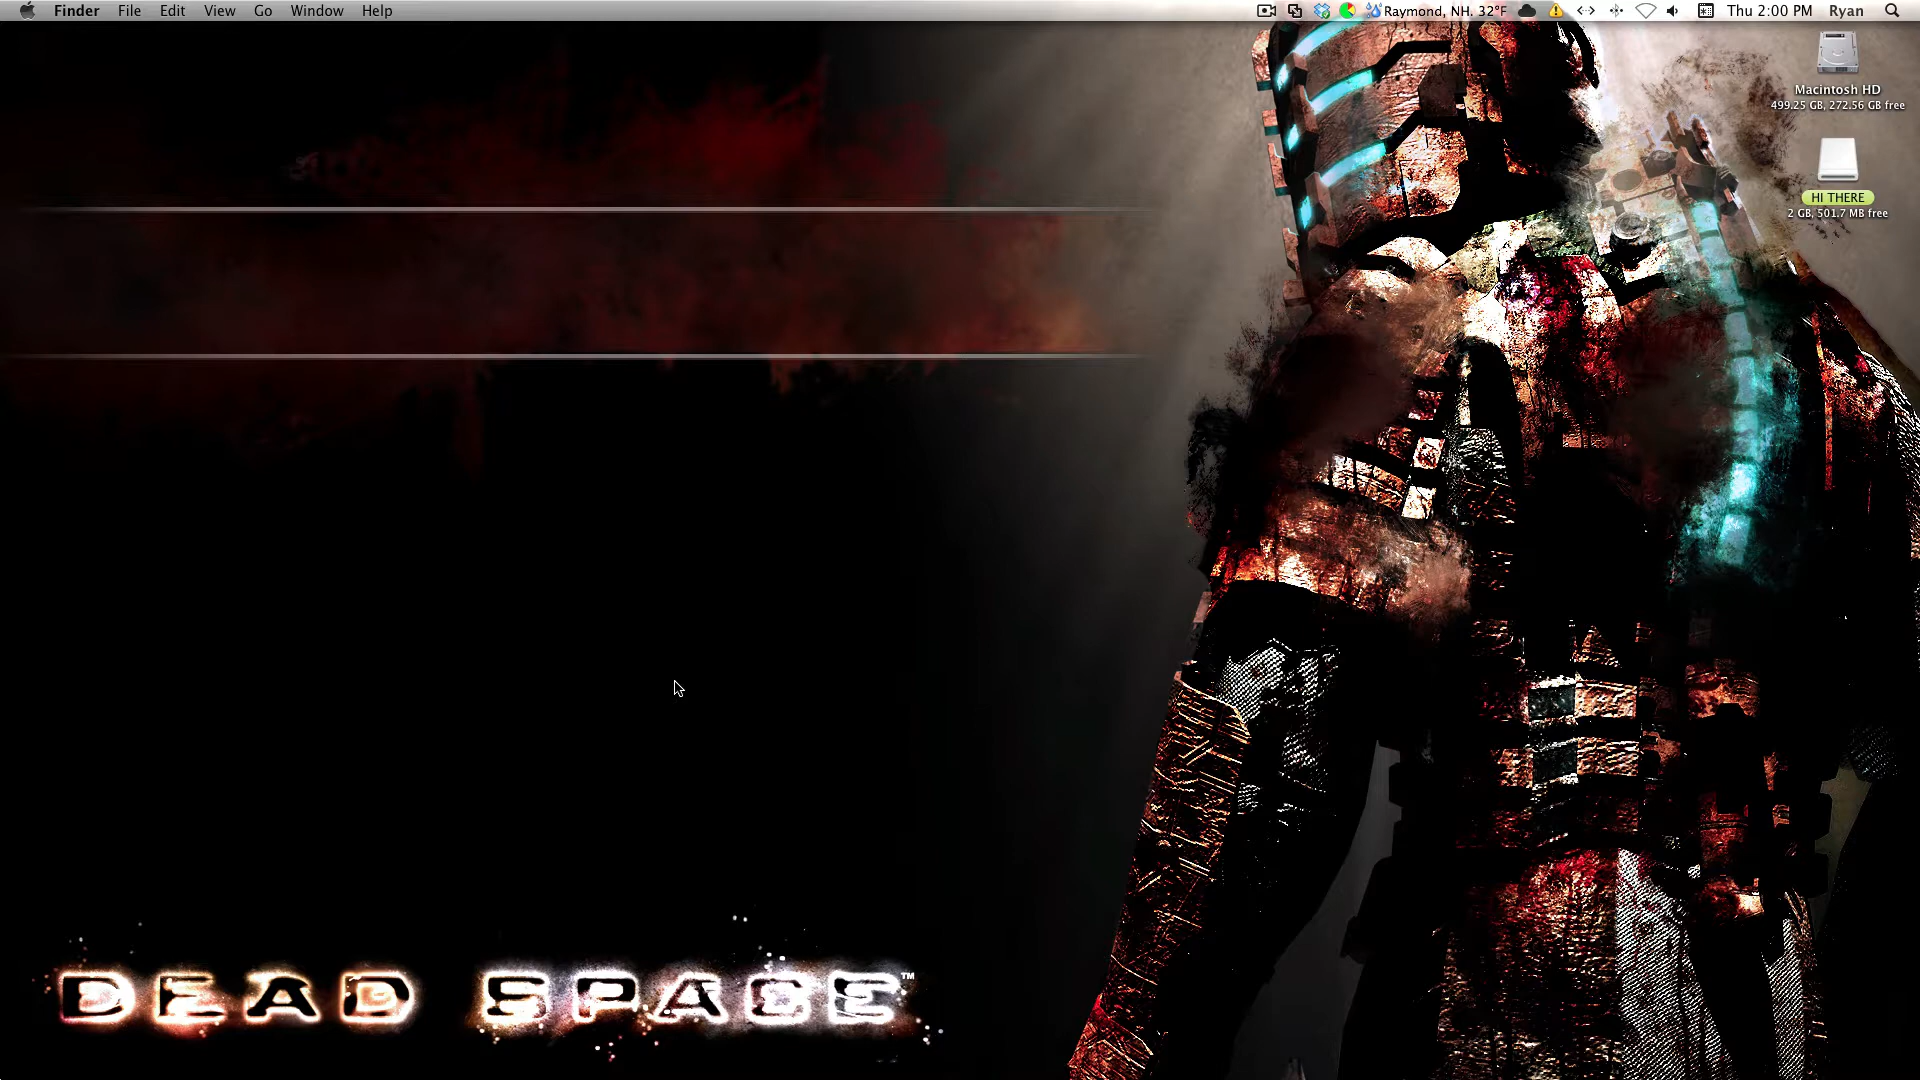 Finder File Edit View Go Window Help Raymond, NH. 32°F Thu 2:00 PM Ryan
Macintosh HD
499.25 GB, 272.56 GB free
HI THERE
2 GB, 501.7 MB free
DEAD SPACE™